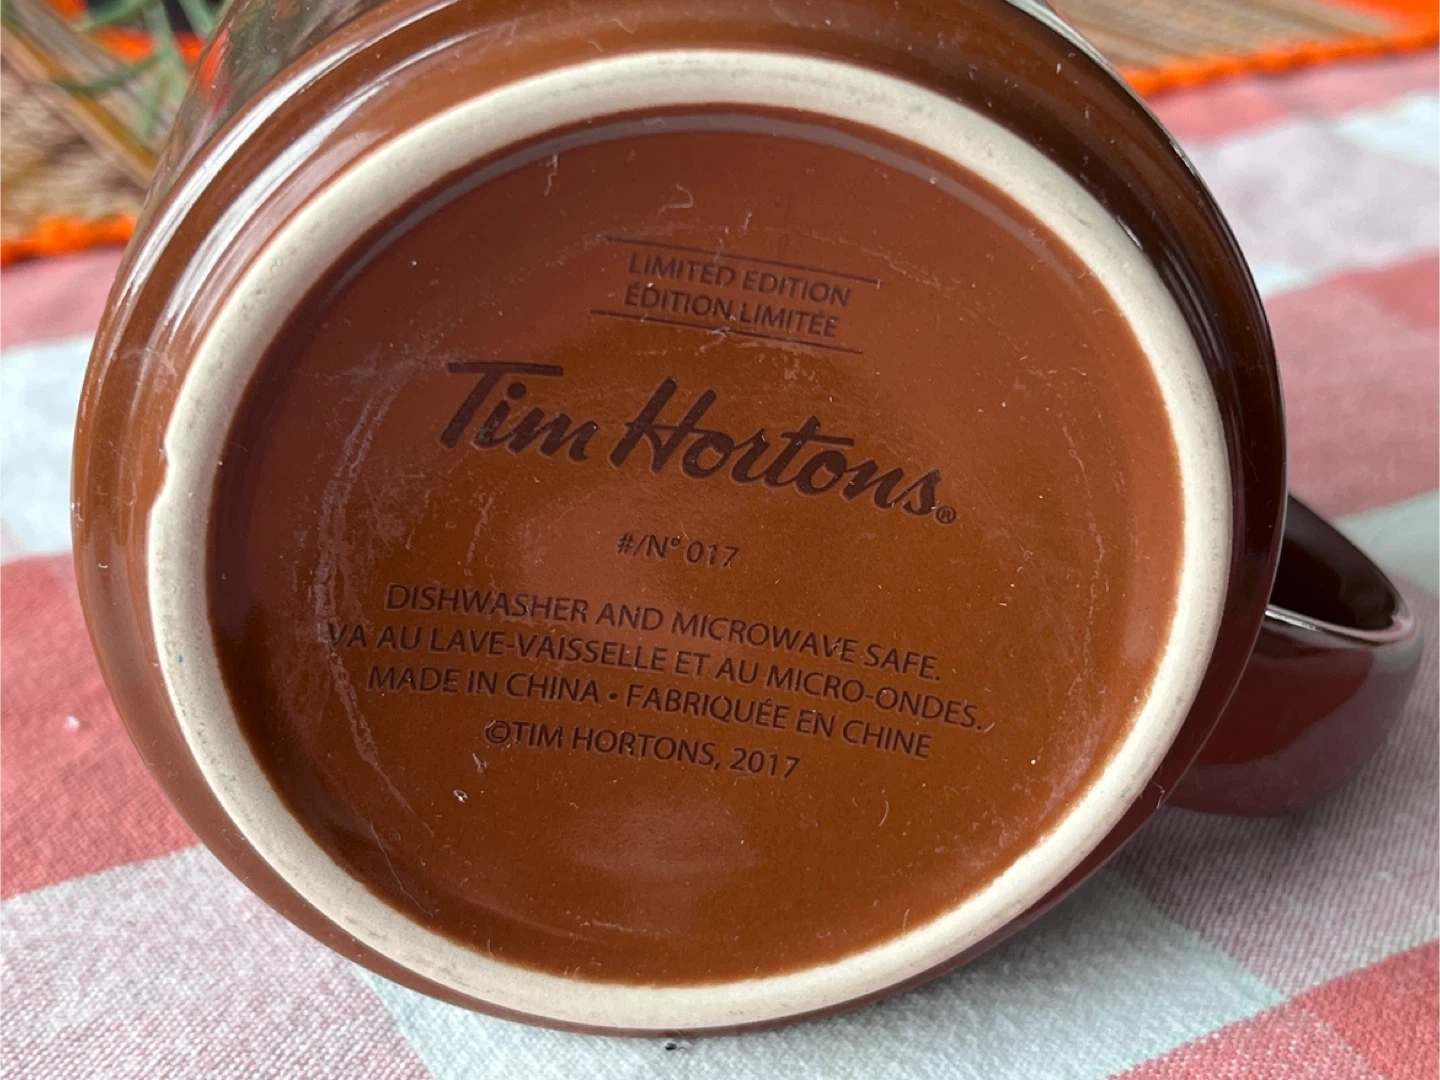 LIMITED EDITION
ÉDITION LIMITÉE
Tim Hortons®
#/N° 017
DISHWASHER AND MICROWAVE SAFE.
VA AU LAVE-VAISSELLE ET AU MICRO-ONDES.
MADE IN CHINA • FABRIQUÉE EN CHINE
©TIM HORTONS, 2017